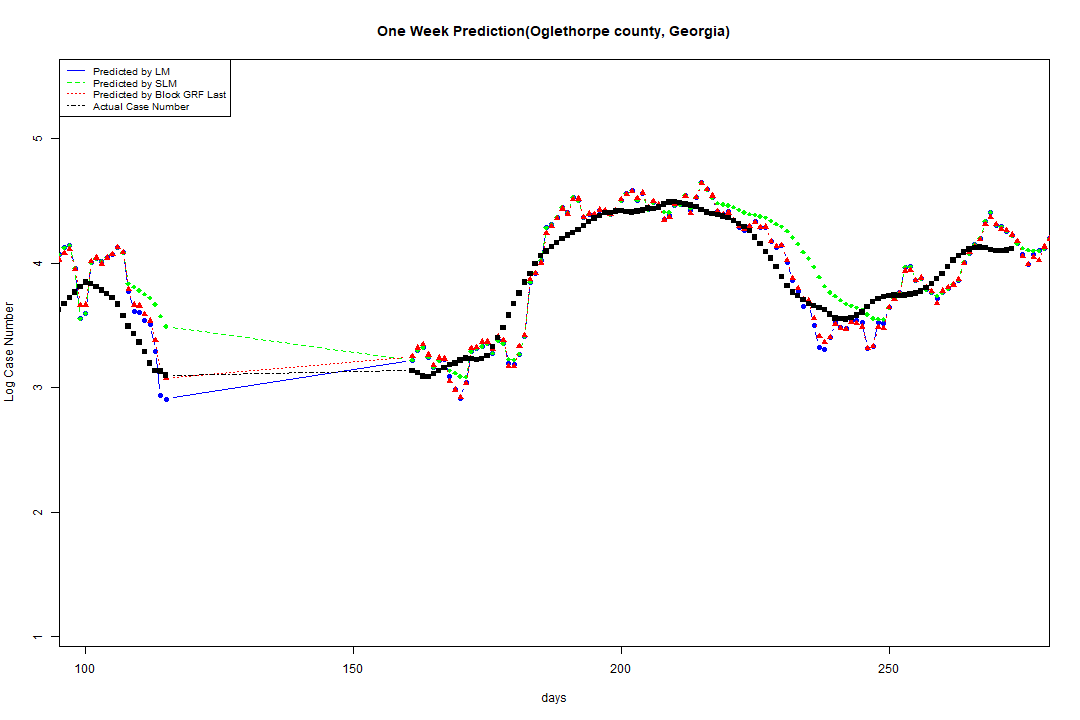 One Week Prediction(Oglethorpe county, Georgia)
Predicted by LM
Predicted by SLM
Predicted by Block GRF Last
Actual Case Number
5
4
3
2
1
Log Case Number
100 150 200 250
days